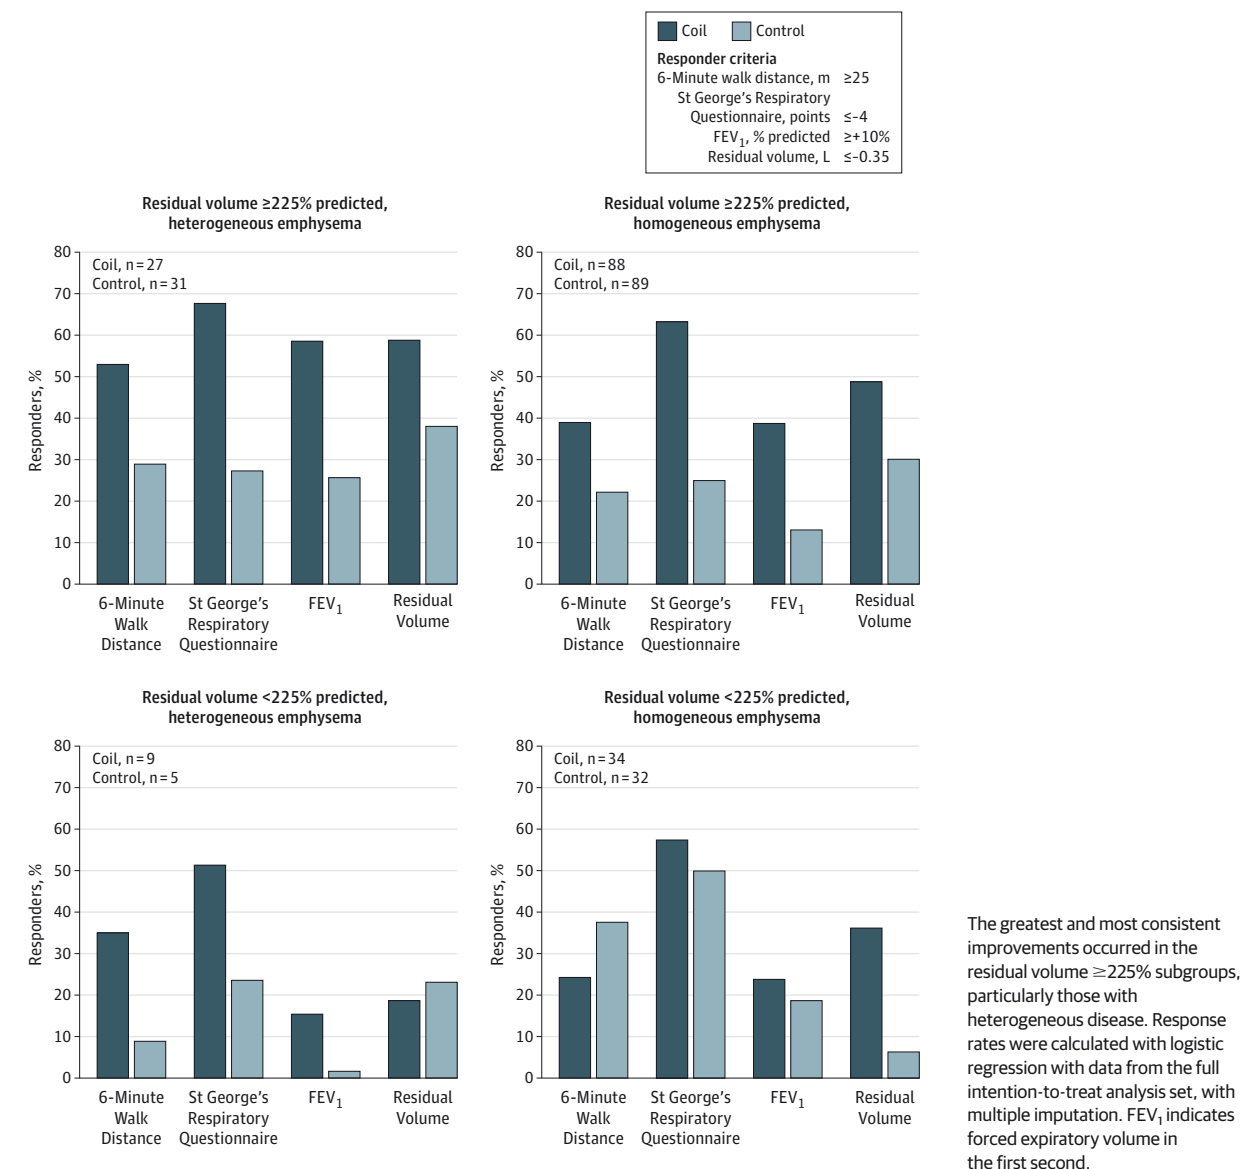 Coil Control
Responder criteria
6-Minute walk distance, m ≥25
St George's Respiratory
Questionnaire, points ≤-4
FEV1, % predicted ≥+10%
Residual volume, L ≤-0.35
Residual volume ≥225% predicted,
heterogeneous emphysema
80
70
60
50
40
30
20
10
0
Responders, %
Coil, n=27
Control, n=31
6-Minute
Walk
Distance
St George's
Respiratory
Questionnaire
FEV1
Residual
Volume
Residual volume ≥225% predicted,
homogeneous emphysema
80
70
60
50
40
30
20
10
0
Responders, %
Coil, n=88
Control, n=89
6-Minute
Walk
Distance
St George's
Respiratory
Questionnaire
FEV1
Residual
Volume
Residual volume <225% predicted,
heterogeneous emphysema
80
70
60
50
40
30
20
10
0
Responders, %
Coil, n=9
Control, n=5
6-Minute
Walk
Distance
St George's
Respiratory
Questionnaire
FEV1
Residual
Volume
Residual volume <225% predicted,
homogeneous emphysema
80
70
60
50
40
30
20
10
0
Responders, %
Coil, n=34
Control, n=32
6-Minute
Walk
Distance
St George's
Respiratory
Questionnaire
FEV1
Residual
Volume
The greatest and most consistent
improvements occurred in the
residual volume ≥225% subgroups,
particularly those with
heterogeneous disease. Response
rates were calculated with logistic
regression with data from the full
intention-to-treat analysis set, with
multiple imputation. FEV1 indicates
forced expiratory volume in
the first second.